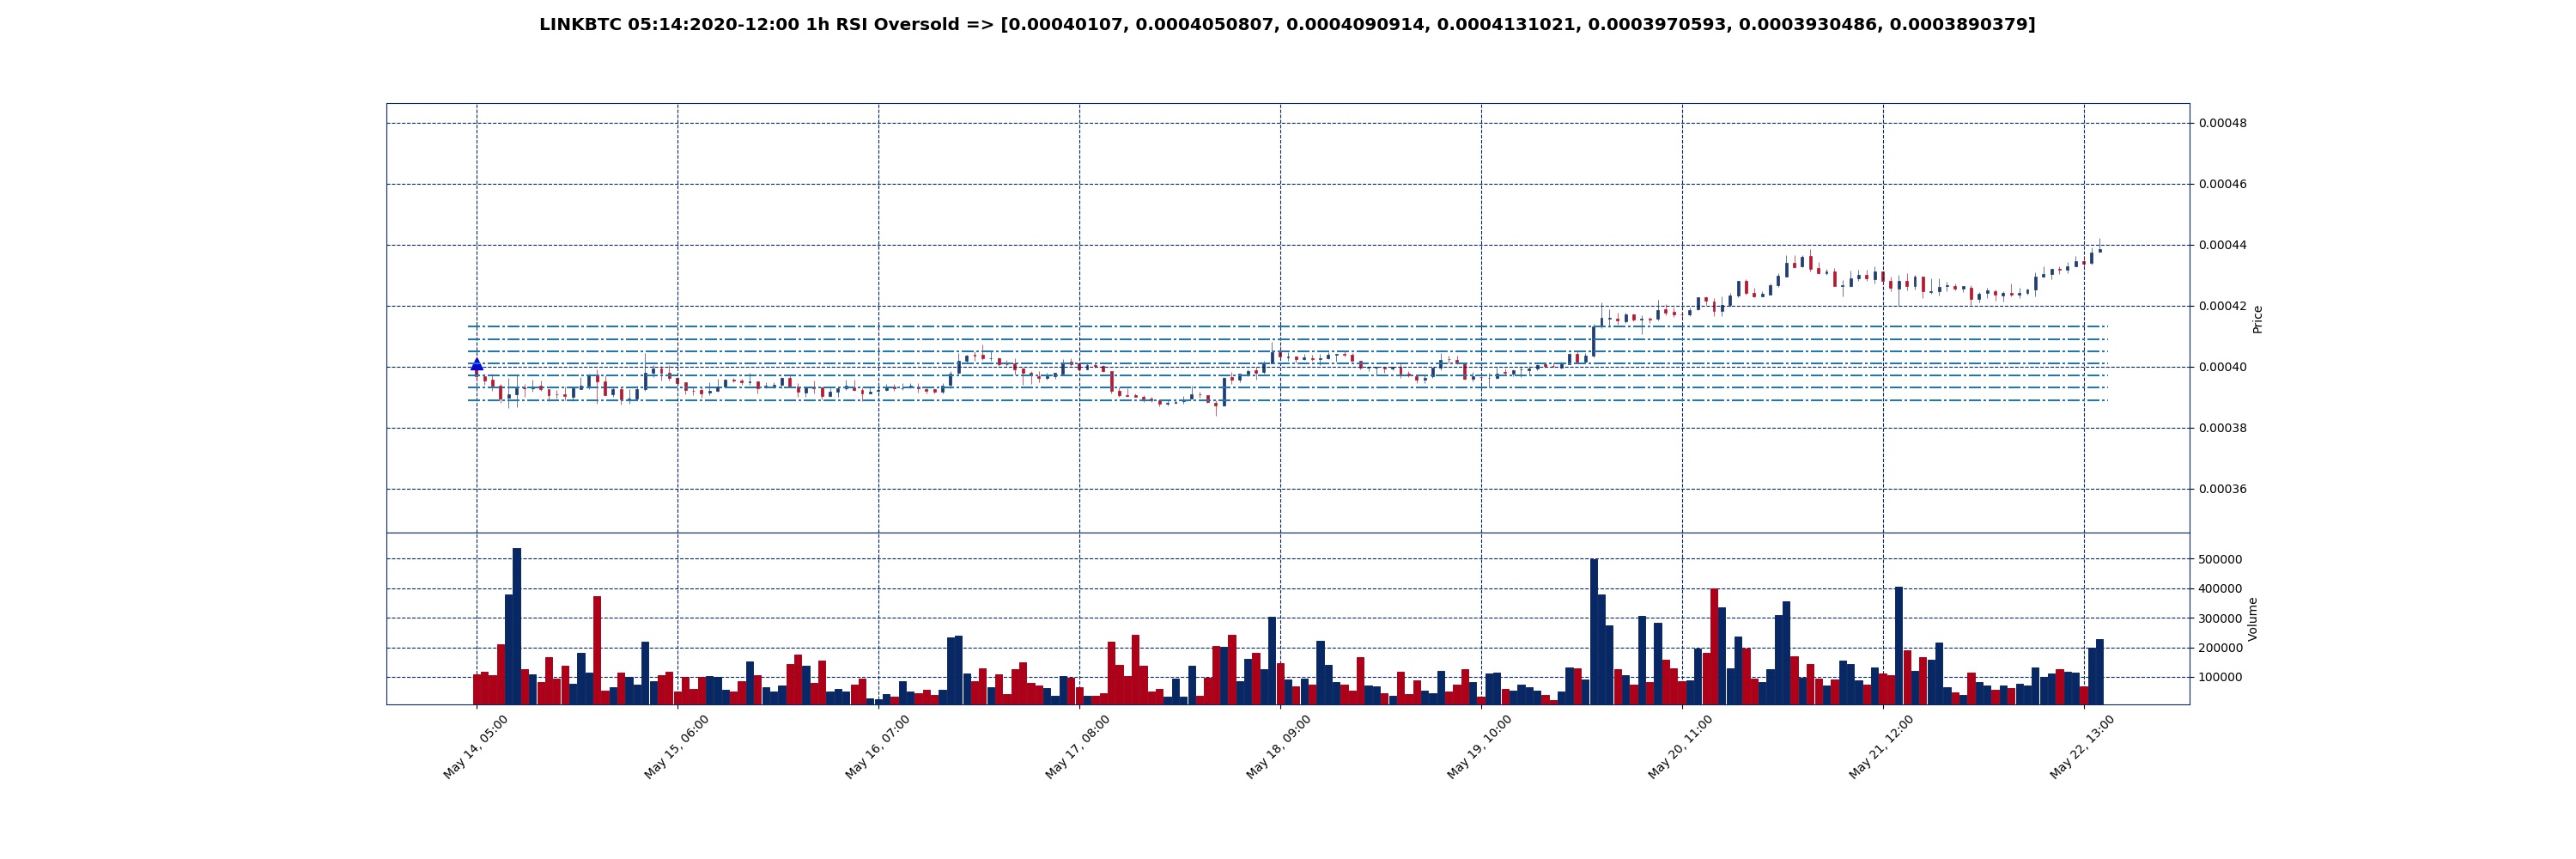 LINKBTC 05:14:2020-12:00 1h RSI Oversold => [0.00040107, 0.0004050807, 0.0004090914, 0.0004131021, 0.0003970593, 0.0003930486, 0.0003890379]
0.00048
0.00046
0.00044
0.00042
0.00040
0.00038
0.00036
Price
500000
400000
300000
200000
100000
Volume
May 14, 05:00
May 15, 06:00
May 16, 07:00
May 17, 08:00
May 18, 09:00
May 19, 10:00
May 20, 11:00
May 21, 12:00
May 22, 13:00